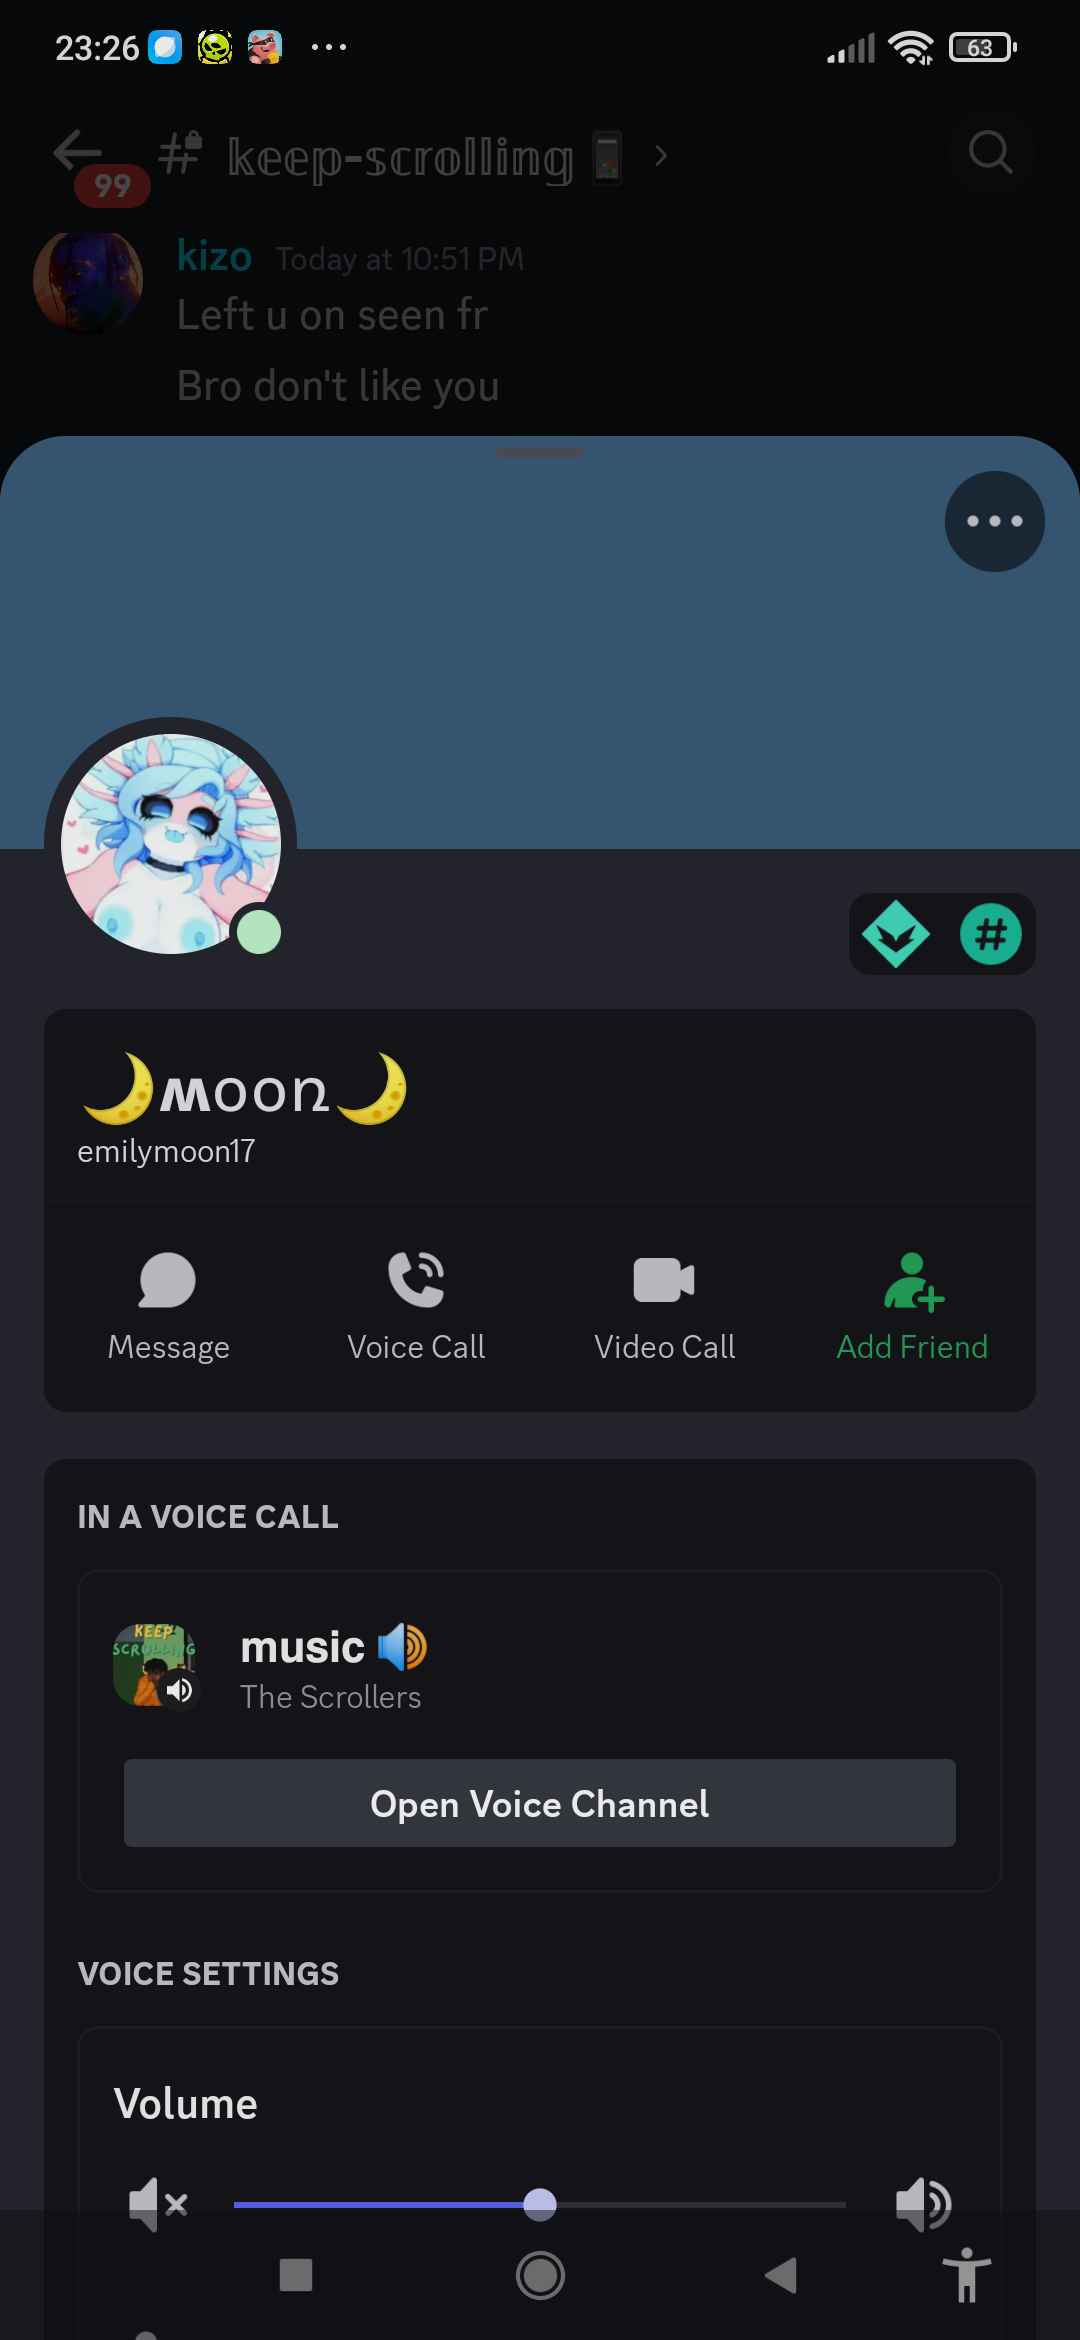 23:26
63
99
# 𝕜𝕖𝕖𝕡-𝕤𝕔𝕣𝕠𝕝𝕝𝕚𝕟𝕘📱
kizo Today at 10:51 PM
Left u on seen fr
Bro don't like you
🌙ʍooռ🌙
emilymoon17
Message
Voice Call
Video Call
Add Friend
IN A VOICE CALL
KEEP
SCROLLING
music 🔊
The Scrollers
Open Voice Channel
VOICE SETTINGS
Volume